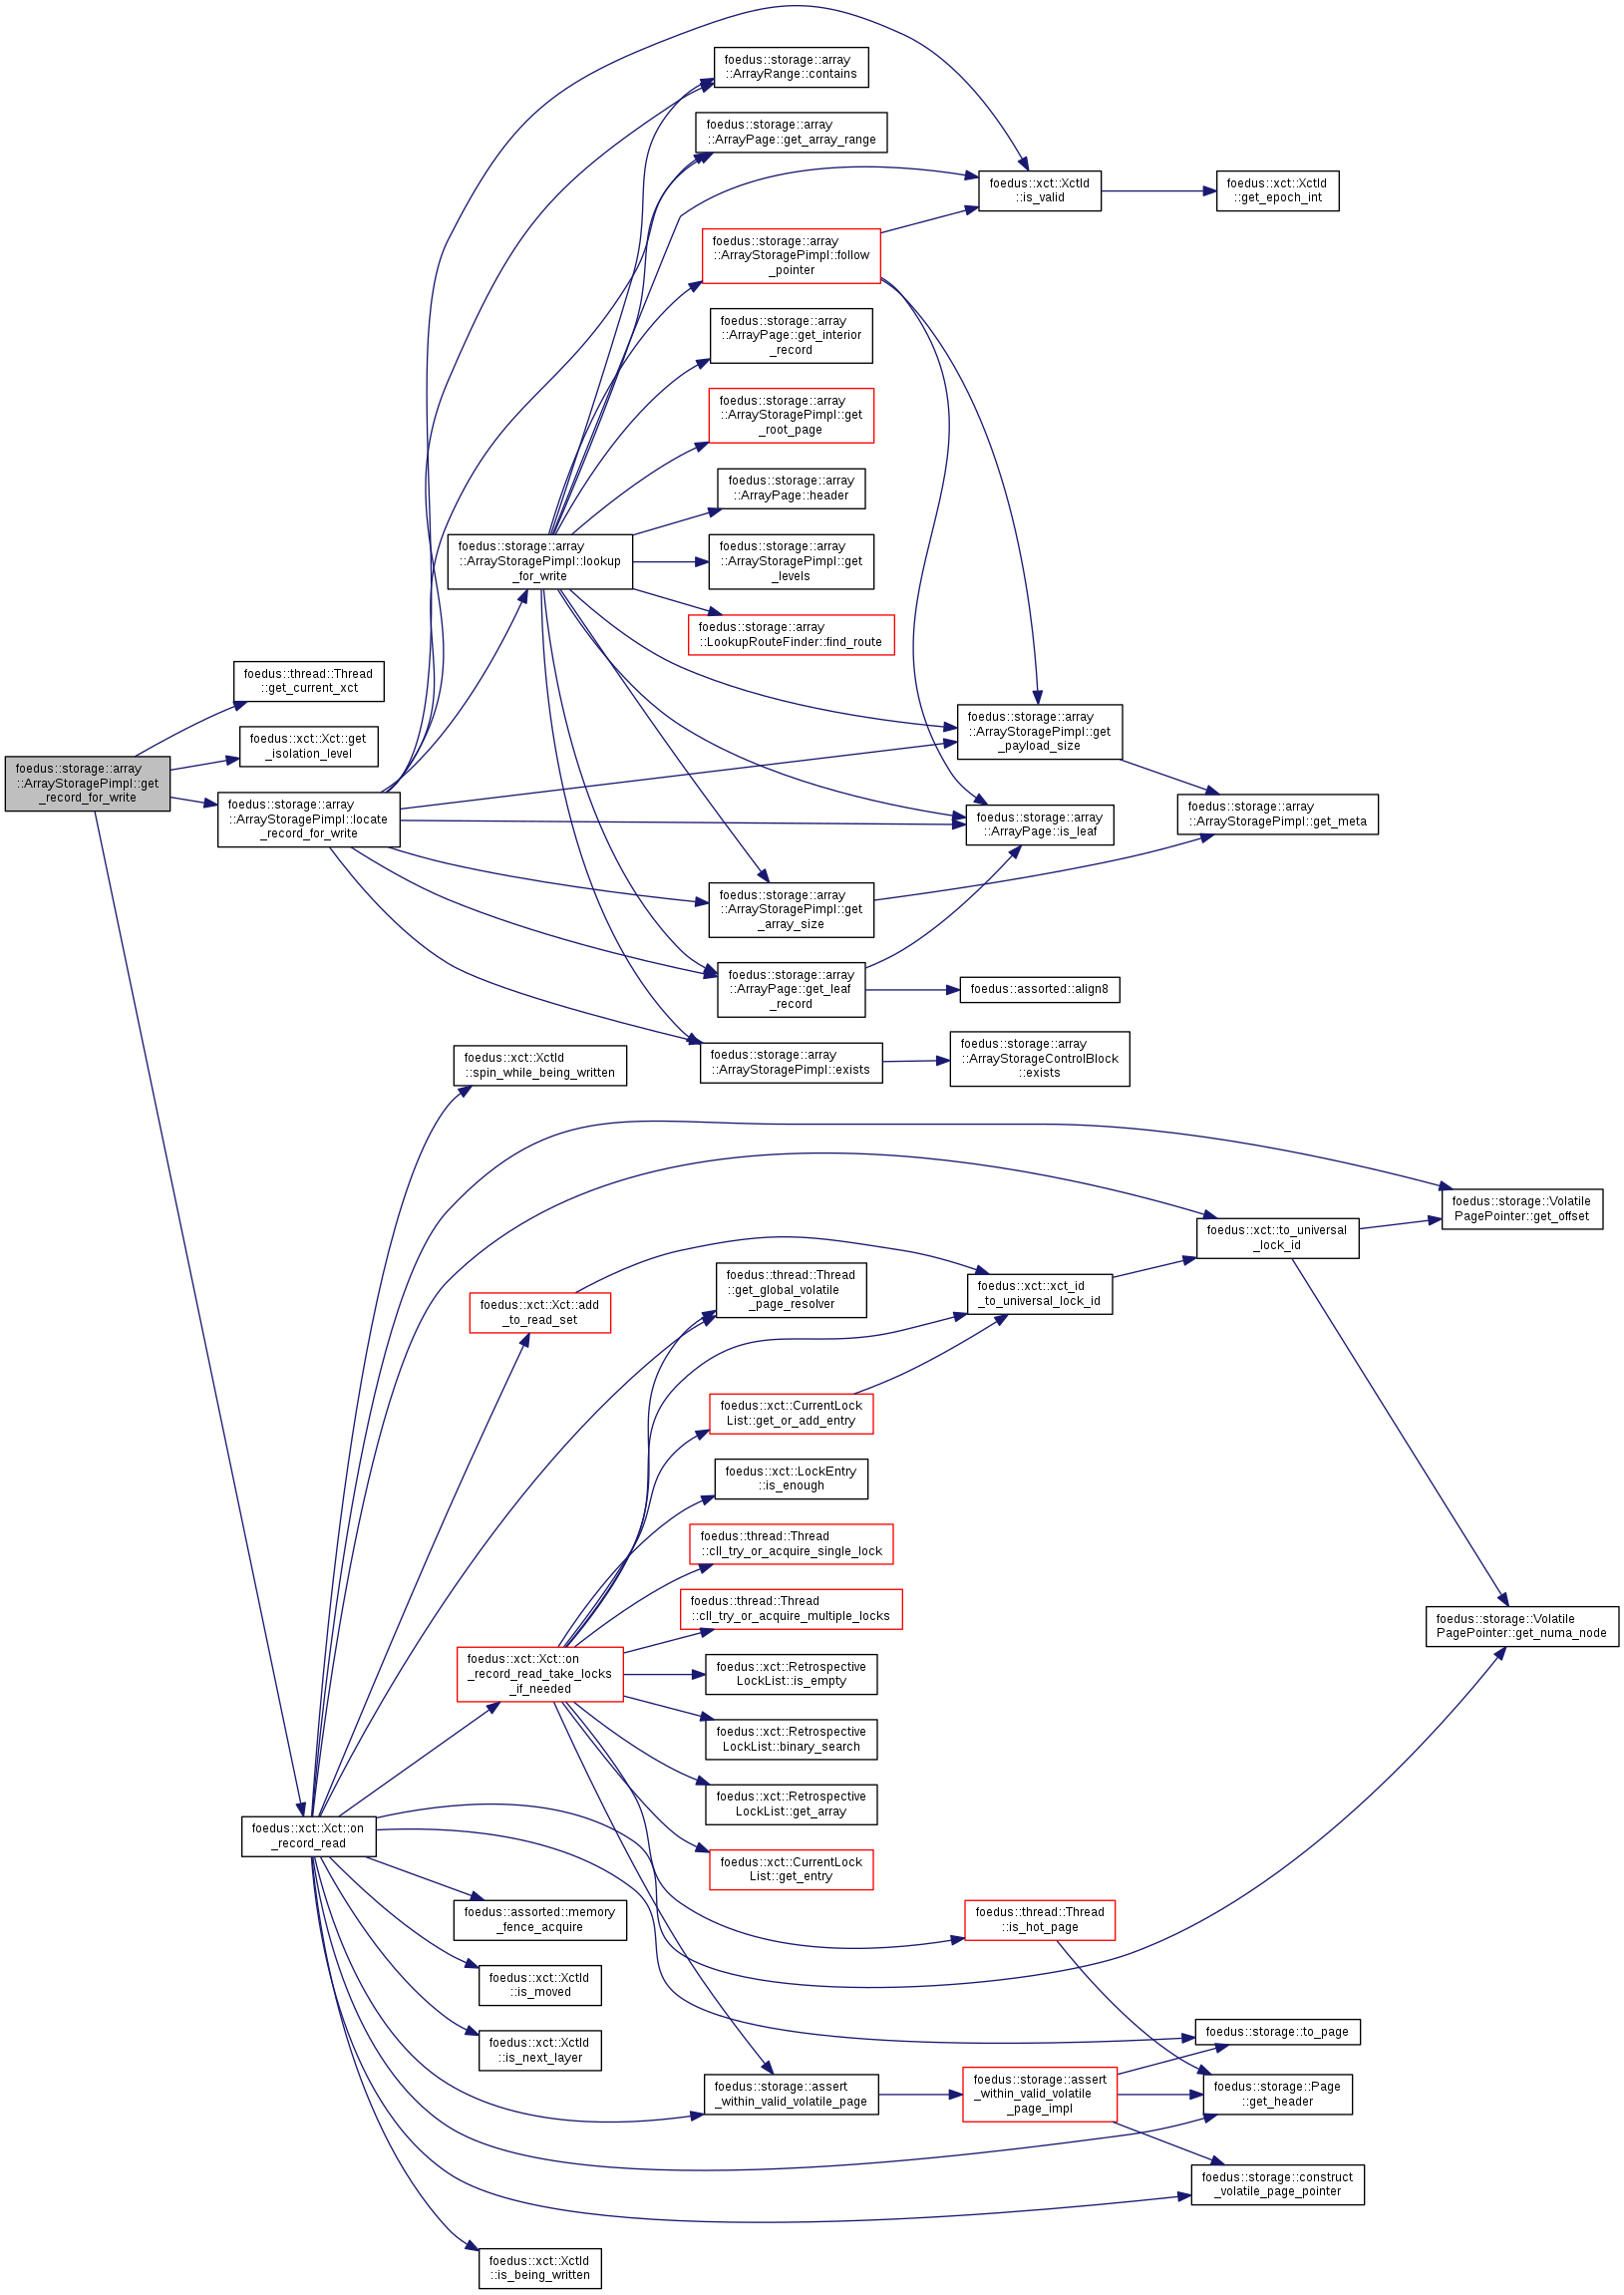 foedus::storage::array
::ArrayRange::contains
foedus::storage::array
::ArrayPage::get_array_range
foedus::xct::XctId
::is_valid
foedus::xct::XctId
::get_epoch_int
foedus::storage::array
::ArrayStoragePimpl::follow
_pointer
foedus::storage::array
::ArrayPage::get_interior
_record
foedus::storage::array
::ArrayStoragePimpl::get
_root_page
foedus::storage::array
::ArrayPage::header
foedus::storage::array
::ArrayStoragePimpl::lookup
_for_write
foedus::storage::array
::ArrayStoragePimpl::get
_levels
foedus::storage::array
::LookupRouteFinder::find_route
foedus::thread::Thread
::get_current_xct
foedus::storage::array
::ArrayStoragePimpl::get
_payload_size
foedus::xct::Xct::get
_isolation_level
foedus::storage::array
::ArrayStoragePimpl::get
_record_for_write
foedus::storage::array
::ArrayStoragePimpl::locate
_record_for_write
foedus::storage::array
::ArrayPage::is_leaf
foedus::storage::array
::ArrayStoragePimpl::get_meta
foedus::storage::array
::ArrayStoragePimpl::get
_array_size
foedus::storage::array
::ArrayPage::get_leaf
_record
foedus::assorted::align8
foedus::storage::array
::ArrayStoragePimpl::exists
foedus::storage::array
::ArrayStorageControlBlock
::exists
foedus::xct::XctId
::spin_while_being_written
foedus::storage::Volatile
PagePointer::get_offset
foedus::xct::to_universal
_lock_id
foedus::thread::Thread
::get_global_volatile
_page_resolver
foedus::xct::xct_id
_to_universal_lock_id
foedus::xct::Xct::add
_to_read_set
foedus::xct::CurrentLock
List::get_or_add_entry
foedus::xct::LockEntry
::is_enough
foedus::thread::Thread
::cll_try_or_acquire_single_lock
foedus::thread::Thread
::cll_try_or_acquire_multiple_locks
foedus::storage::Volatile
PagePointer::get_numa_node
foedus::xct::Xct::on
_record_read_take_locks
_if_needed
foedus::xct::Retrospective
LockList::is_empty
foedus::xct::Retrospective
LockList::binary_search
foedus::xct::Retrospective
LockList::get_array
foedus::xct::Xct::on
_record_read
foedus::xct::CurrentLock
List::get_entry
foedus::assorted::memory
_fence_acquire
foedus::thread::Thread
::is_hot_page
foedus::xct::XctId
::is_moved
foedus::xct::XctId
::is_next_layer
foedus::storage::to_page
foedus::storage::assert
_within_valid_volatile_page
foedus::storage::assert
_within_valid_volatile
_page_impl
foedus::storage::Page
::get_header
foedus::storage::construct
_volatile_page_pointer
foedus::xct::XctId
::is_being_written